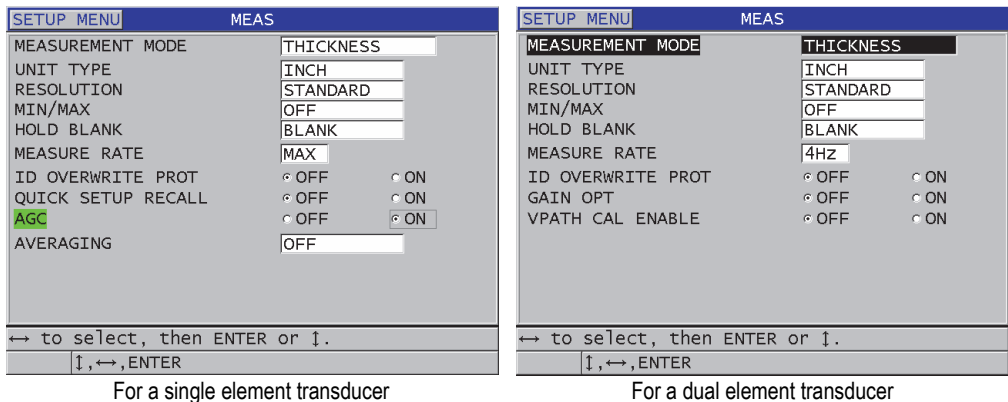 SETUP MENU MEAS
MEASUREMENT MODE THICKNESS
UNIT TYPE INCH
RESOLUTION STANDARD
MIN/MAX OFF
HOLD BLANK BLANK
MEASURE RATE MAX
ID OVERWRITE PROT OFF ON
QUICK SETUP RECALL OFF ON
AGC OFF ON
AVERAGING OFF
↔ to select, then ENTER or ↕.
↕,↔,ENTER
For a single element transducer
SETUP MENU MEAS
MEASUREMENT MODE THICKNESS
UNIT TYPE INCH
RESOLUTION STANDARD
MIN/MAX OFF
HOLD BLANK BLANK
MEASURE RATE 4Hz
ID OVERWRITE PROT OFF ON
GAIN OPT OFF ON
VPATH CAL ENABLE OFF ON
↔ to select, then ENTER or ↕.
↕,↔,ENTER
For a dual element transducer